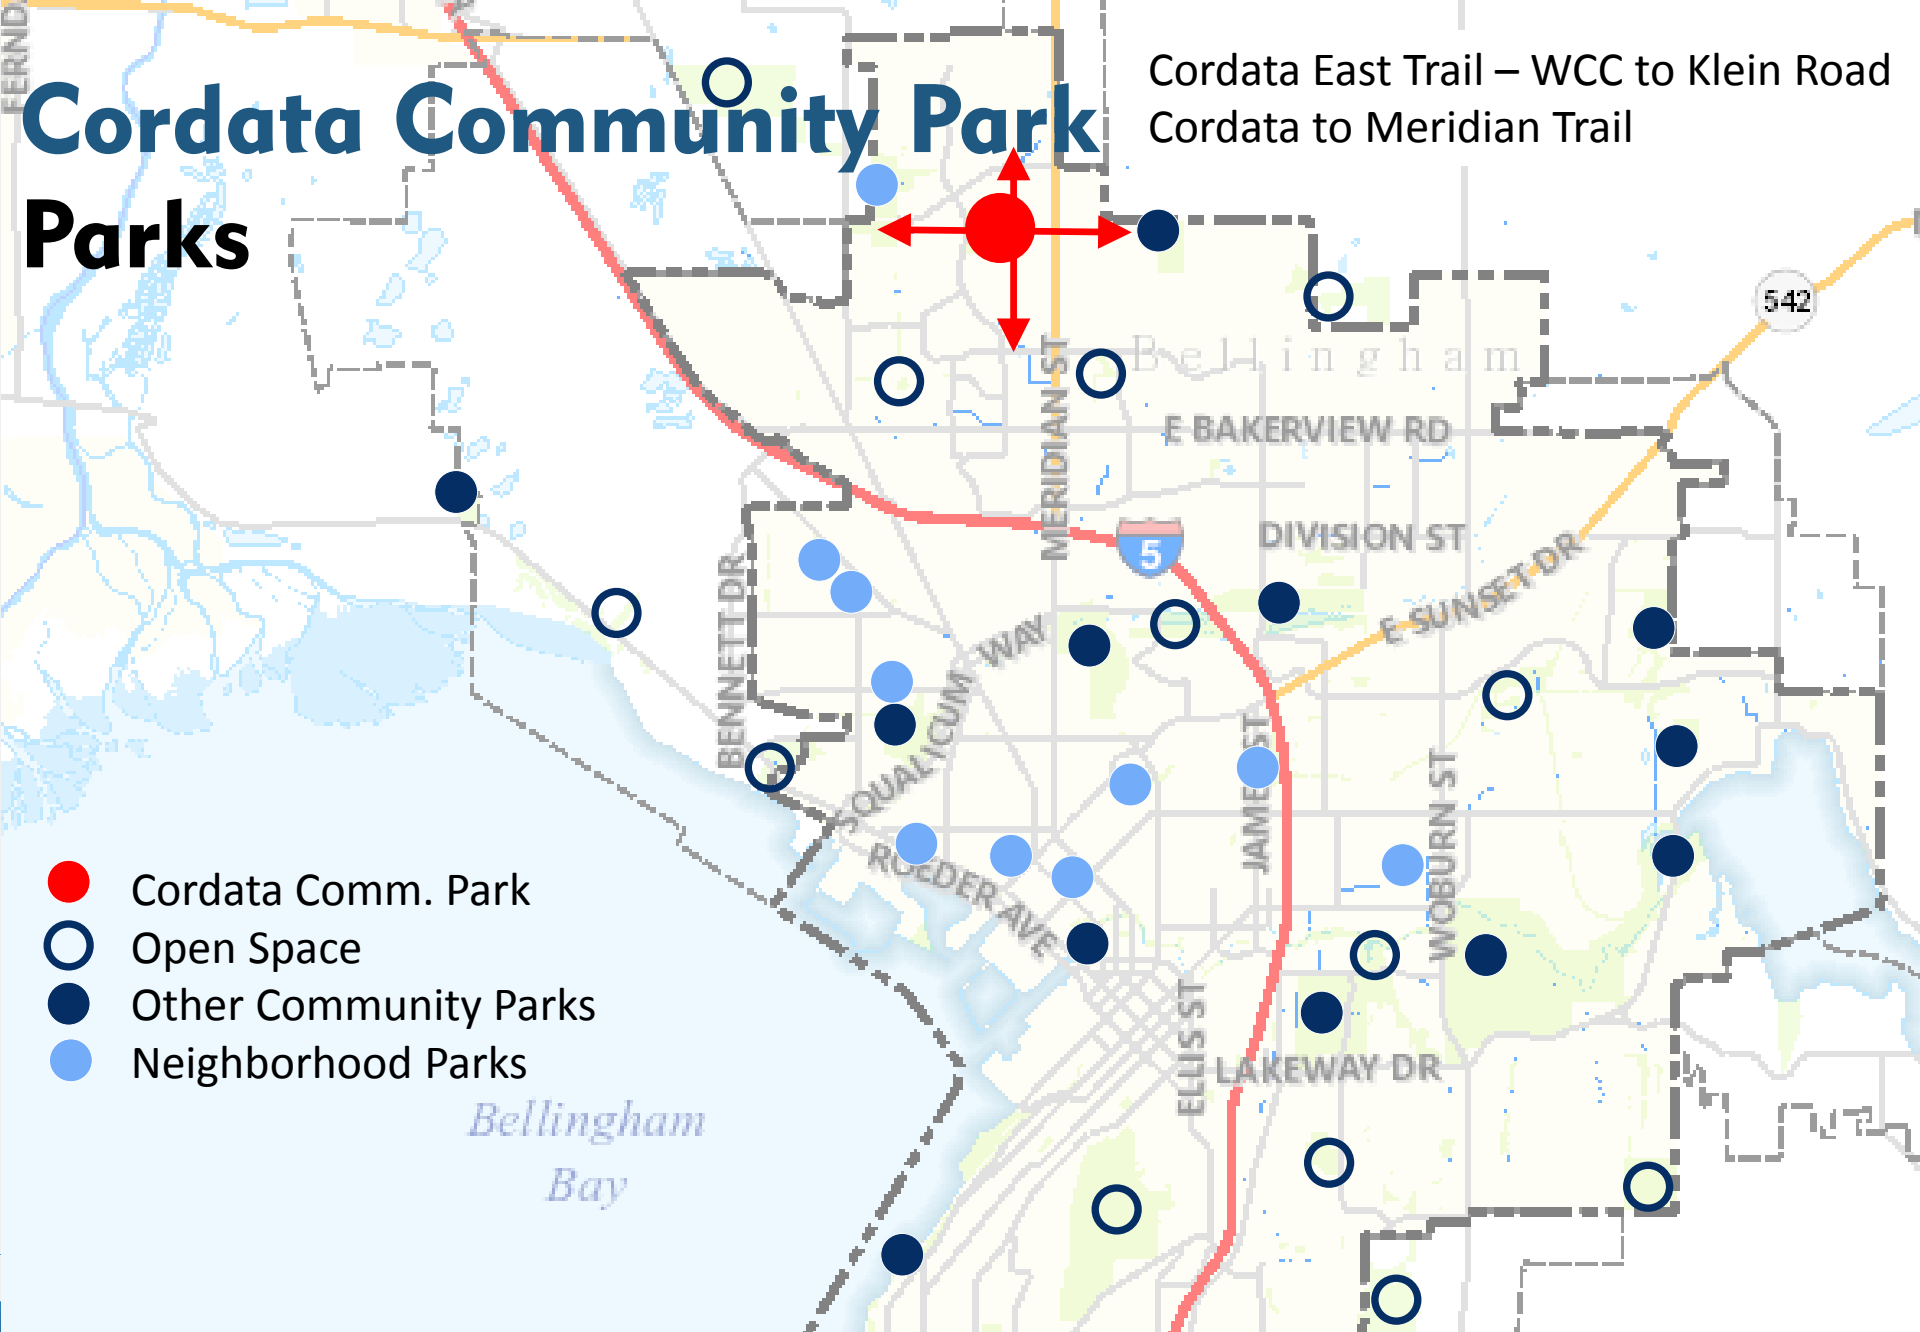 Cordata Community Park
Parks
Cordata East Trail – WCC to Klein Road
Cordata to Meridian Trail
542
Bellingham
MERIDIAN ST
E BAKERVIEW RD
DIVISION ST
5
E SUNSET DR
BENNETT DR
SQUALICUM WAY
JAMES ST
WOBURN ST
ROEDER AVE
ELLIS ST
LAKEWAY DR
Cordata Comm. Park
Open Space
Other Community Parks
Neighborhood Parks
Bellingham
Bay